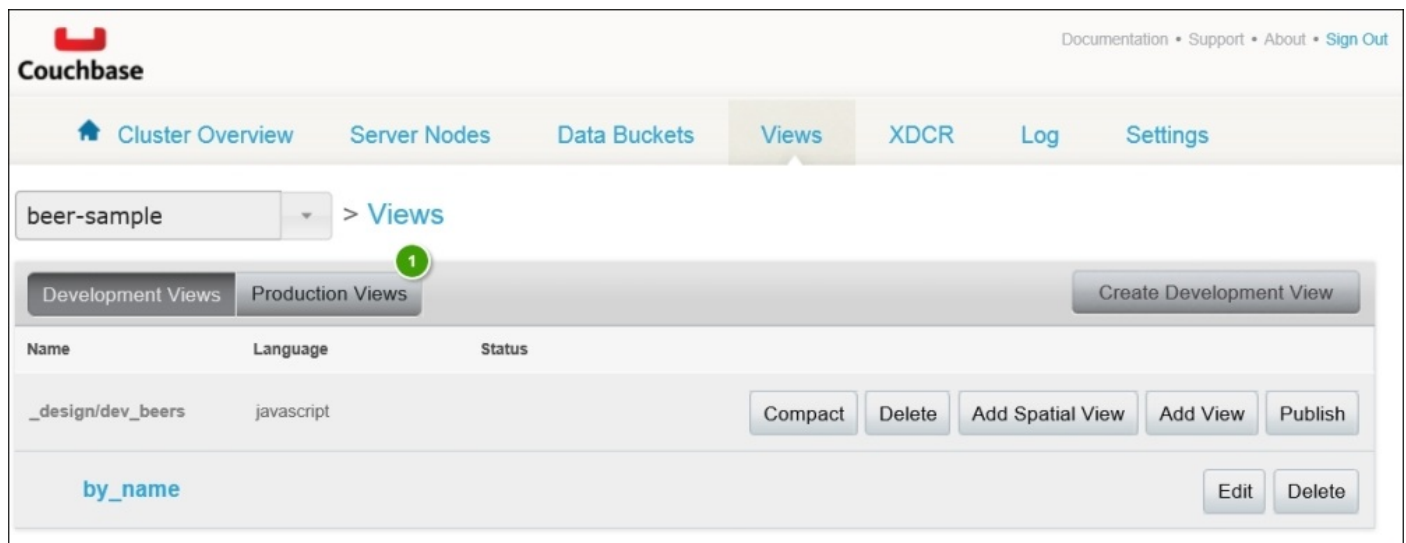 Couchbase
Documentation • Support • About • Sign Out
Cluster Overview Server Nodes Data Buckets Views XDCR Log Settings
beer-sample > Views
1
Development Views Production Views Create Development View
Name Language Status
_design/dev_beers javascript Compact Delete Add Spatial View Add View Publish
by_name Edit Delete